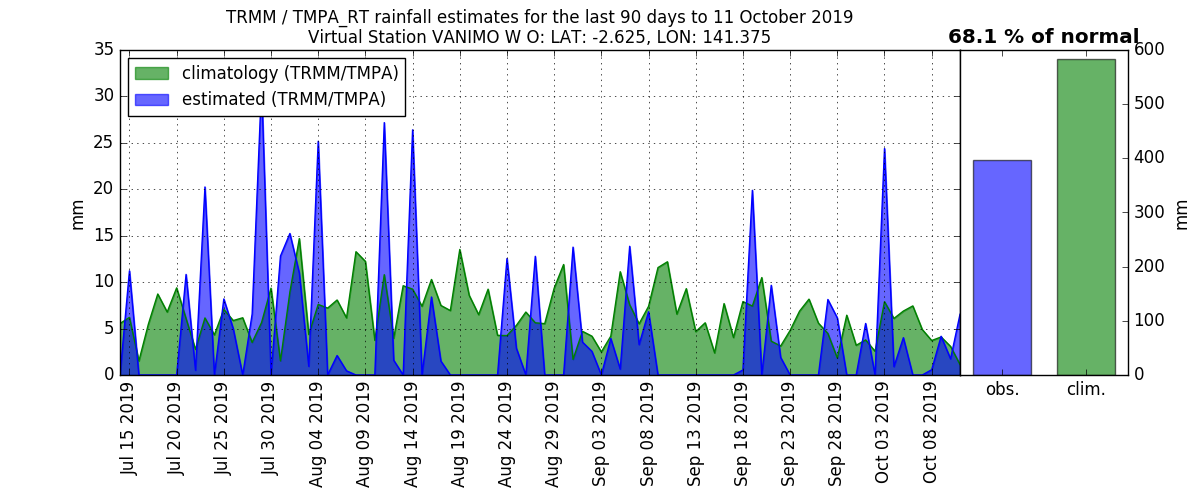 TRMM / TMPA_RT rainfall estimates for the last 90 days to 11 October 2019
Virtual Station VANIMO W O: LAT: -2.625, LON: 141.375
68.1 % of normal
climatology (TRMM/TMPA)
estimated (TRMM/TMPA)
35
30
25
20
15
10
5
0
mm
Jul 15 2019
Jul 20 2019
Jul 25 2019
Jul 30 2019
Aug 04 2019
Aug 09 2019
Aug 14 2019
Aug 19 2019
Aug 24 2019
Aug 29 2019
Sep 03 2019
Sep 08 2019
Sep 13 2019
Sep 18 2019
Sep 23 2019
Sep 28 2019
Oct 03 2019
Oct 08 2019
600
500
400
300
200
100
0
mm
obs.
clim.